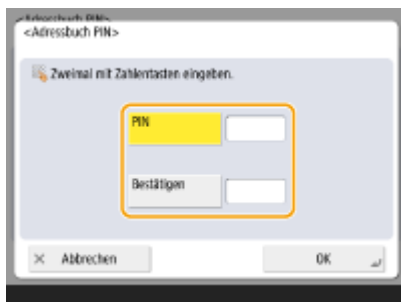 <Adressbuch PIN>
<Adressbuch PIN>
Zweimal mit Zahlentasten eingeben.
PIN
Bestätigen
Abbrechen
OK